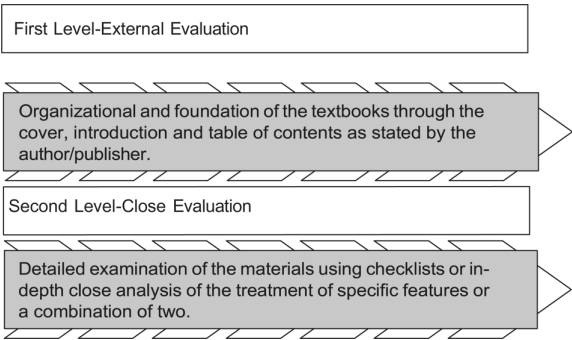 First Level-External Evaluation
Organizational and foundation of the textbooks through the
cover, introduction and table of contents as stated by the
author/publisher.
Second Level-Close Evaluation
Detailed examination of the materials using checklists or in-
depth close analysis of the treatment of specific features or
a combination of two.